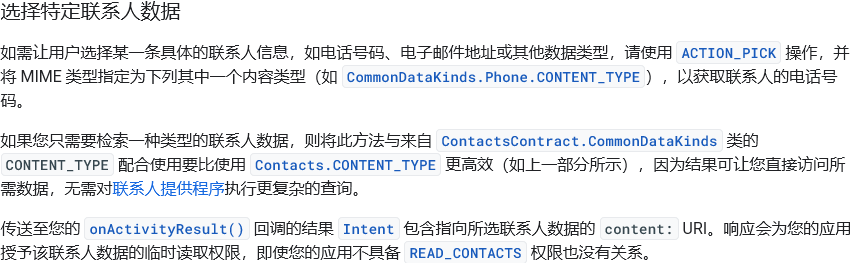 选择特定联系人数据
如需让用户选择某一条具体的联系人信息，如电话号码、电子邮件地址或其他数据类型，请使用 ACTION_PICK 操作，并
将 MIME 类型指定为下列其中一个内容类型（如 CommonDataKinds.Phone.CONTENT_TYPE），以获取联系人的电话号
码。
如果您只需要检索一种类型的联系人数据，则将此方法与来自 ContactsContract.CommonDataKinds 类的
CONTENT_TYPE 配合使用要比使用 Contacts.CONTENT_TYPE 更高效（如上一部分所示），因为结果可让您直接访问所
需数据，无需对联系人提供程序执行更复杂的查询。
传送至您的 onActivityResult() 回调的结果 Intent 包含指向所选联系人数据的 content: URI。响应会为您的应用
授予该联系人数据的临时读取权限，即使您的应用不具备 READ_CONTACTS 权限也没有关系。